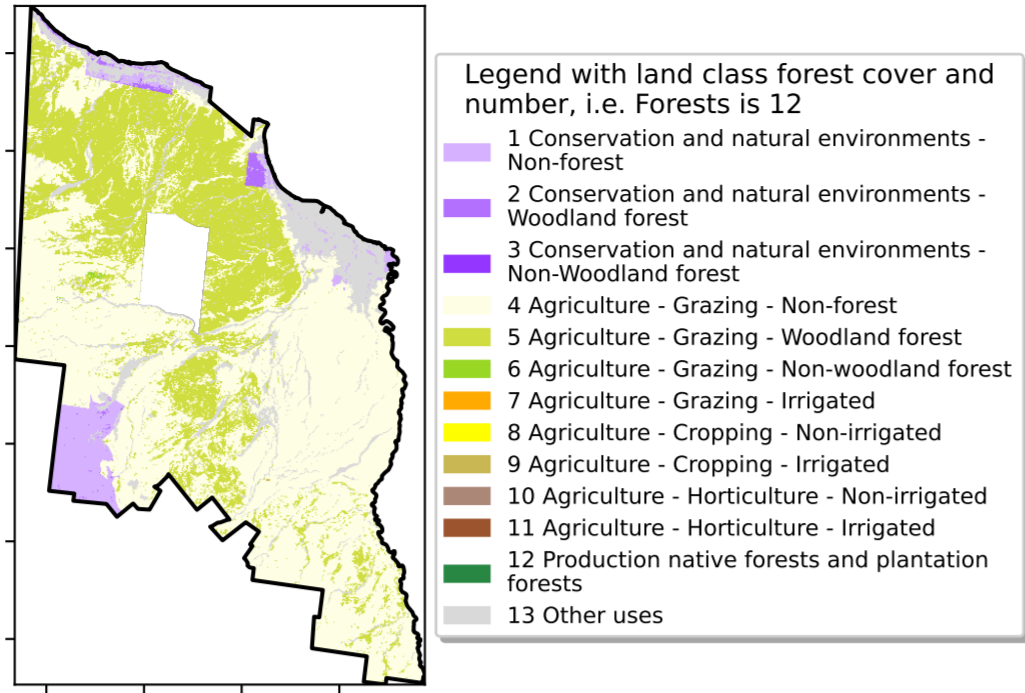 Legend with land class forest cover and
number, i.e. Forests is 12
1 Conservation and natural environments -
Non-forest
2 Conservation and natural environments -
Woodland forest
3 Conservation and natural environments -
Non-Woodland forest
4 Agriculture - Grazing - Non-forest
5 Agriculture - Grazing - Woodland forest
6 Agriculture - Grazing - Non-woodland forest
7 Agriculture - Grazing - Irrigated
8 Agriculture - Cropping - Non-irrigated
9 Agriculture - Cropping - Irrigated
10 Agriculture - Horticulture - Non-irrigated
11 Agriculture - Horticulture - Irrigated
12 Production native forests and plantation
forests
13 Other uses